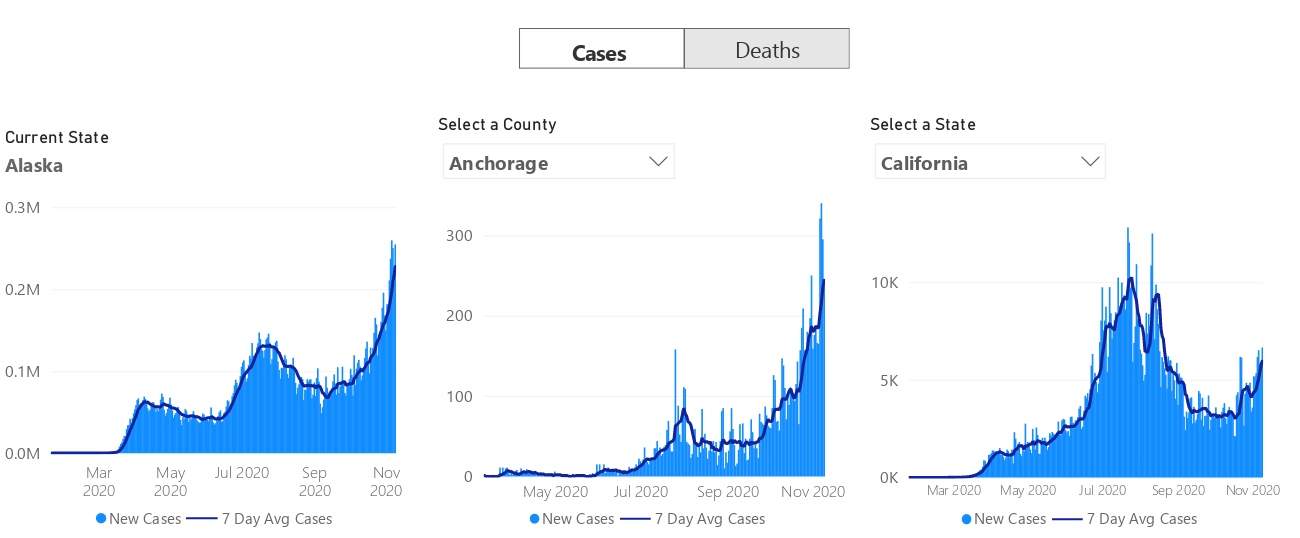 Cases Deaths
Current State
Alaska
Select a County
Anchorage
Select a State
California
0.3M
0.2M
0.1M
0.0M
Mar 2020 May 2020 Jul 2020 Sep 2020 Nov 2020
New Cases 7 Day Avg Cases
300
200
100
0
May 2020 Jul 2020 Sep 2020 Nov 2020
New Cases 7 Day Avg Cases
10K
5K
0K
Mar 2020 May 2020 Jul 2020 Sep 2020 Nov 2020
New Cases 7 Day Avg Cases